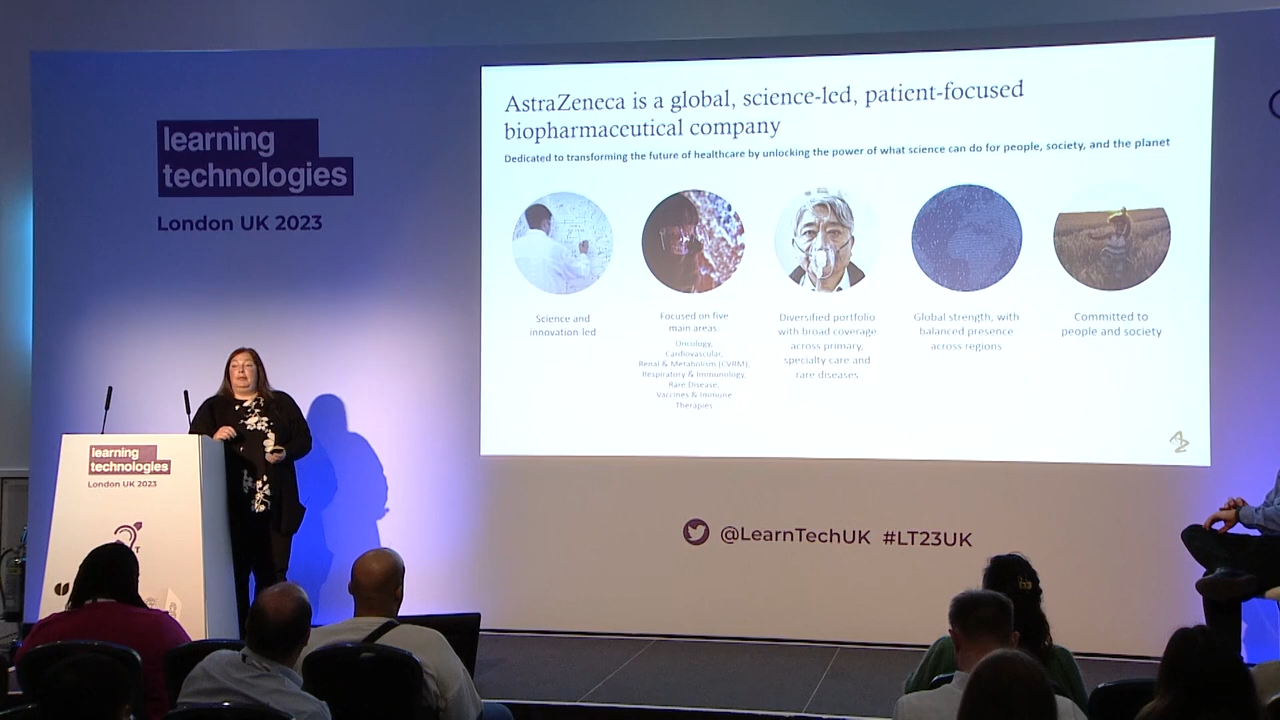 learning
technologies
London UK 2023
AstraZeneca is a global, science-led, patient-focused
biopharmaceutical company
Dedicated to transforming the future of healthcare by unlocking the power of what science can do for people, society, and the planet
Science and
innovation led
Focused on five
main areas
Oncology,
Cardiovascular,
Renal & Metabolism (CVRM),
Respiratory & Immunology,
Rare Disease,
Vaccines & Immune
Therapies
Diversified portfolio
with broad coverage
across primary,
specialty care and
rare diseases
Global strength, with
balanced presence
across regions
Committed to
people and society
@LearnTechUK #LT23UK
learning
technologies
London UK 2023
T